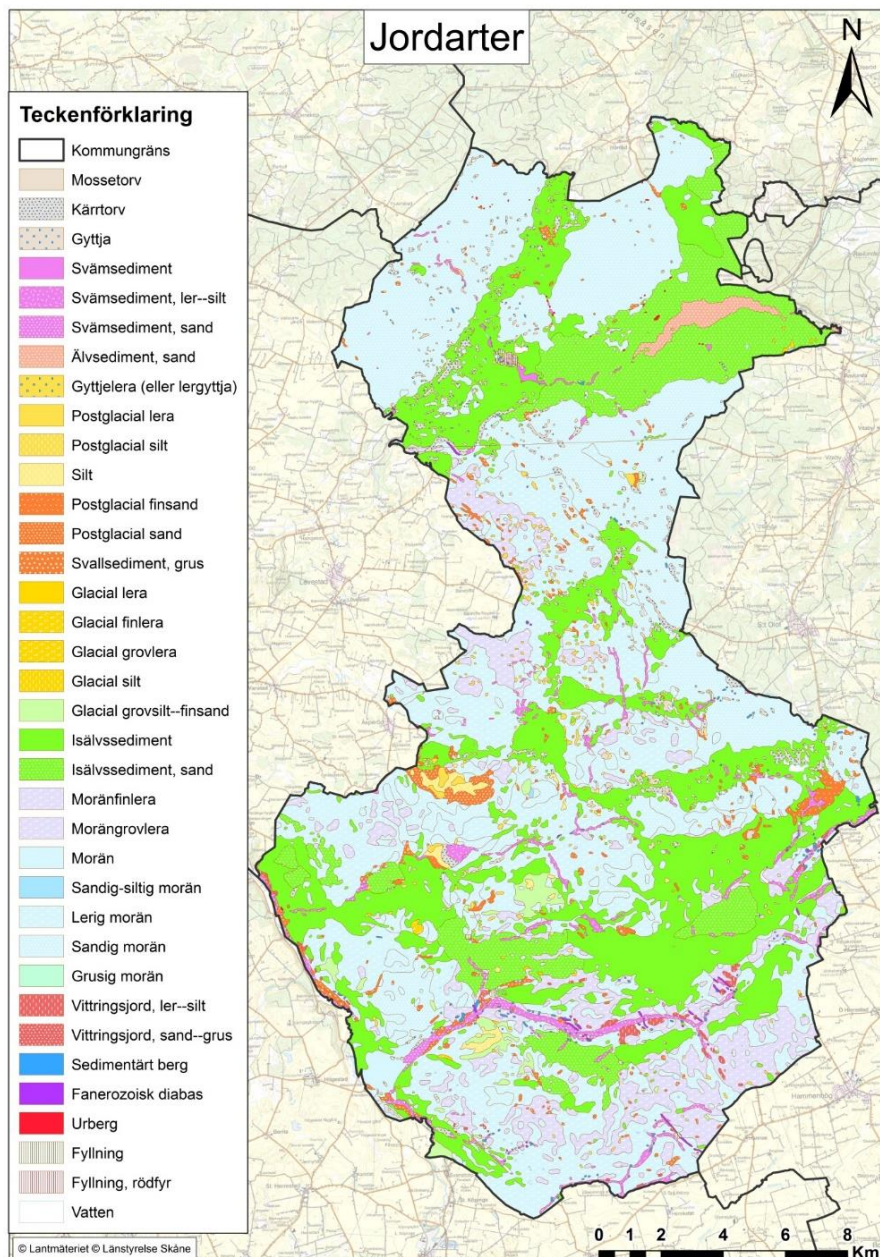 Jordarter
N
Teckenförklaring
Kommungräns
Mossetorv
Kärrtorv
Gyttja
Svämsediment
Svämsediment, ler--silt
Svämsediment, sand
Älvsediment, sand
Gyttjelera (eller lergyttja)
Postglacial lera
Postglacial silt
Silt
Postglacial finsand
Postglacial sand
Svallsediment, grus
Glacial lera
Glacial finlera
Glacial grovlera
Glacial silt
Glacial grovsilt--finsand
Isälvssediment
Isälvssediment, sand
Moränfinlera
Morängrovlera
Morän
Sandig-siltig morän
Lerig morän
Sandig morän
Grusig morän
Vittringsjord, ler--silt
Vittringsjord, sand--grus
Sedimentärt berg
Fanerozoisk diabas
Urberg
Fyllning
Fyllning, rödfyr
Vatten
S:t Olof
Hammenhög
0 1 2 4 6 8
Km
© Lantmäteriet © Länstyrelse Skåne